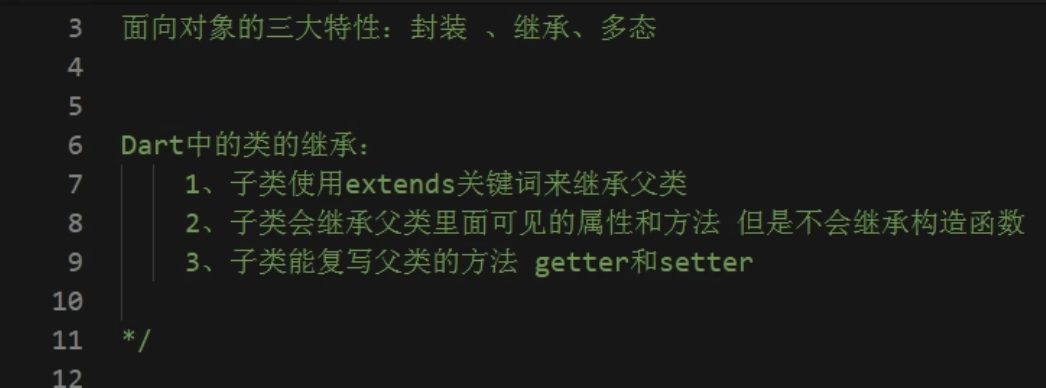 3 面向对象的三大特性：封装 、继承、多态
4
5
6 Dart中的类的继承：
7 1、子类使用extends关键词来继承父类
8 2、子类会继承父类里面可见的属性和方法 但是不会继承构造函数
9 3、子类能复写父类的方法 getter和setter
10
11 */
12